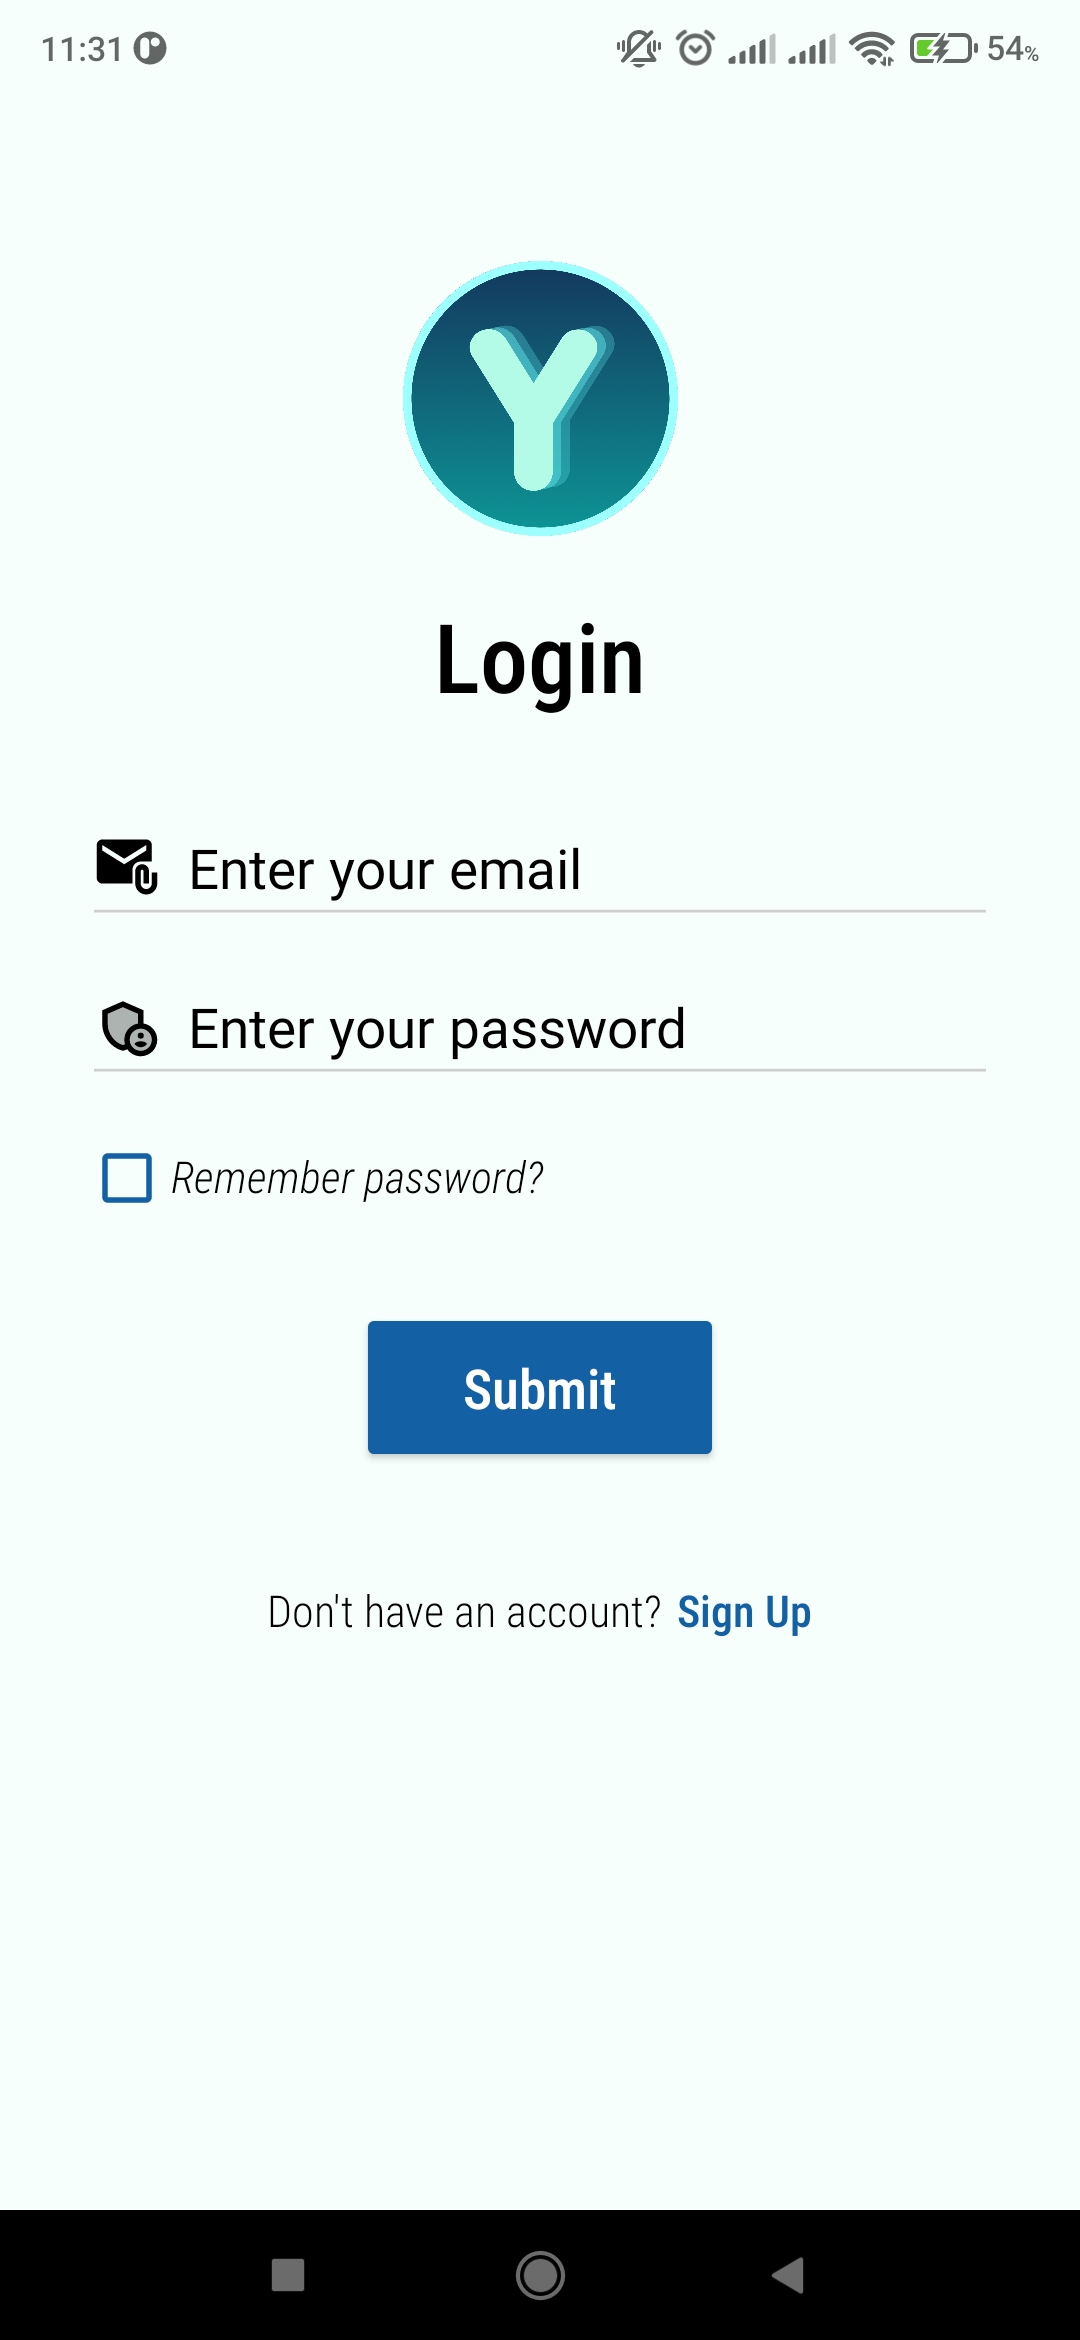 11:31 54%
Y
Login
Enter your email
Enter your password
Remember password?
Submit
Don't have an account? Sign Up